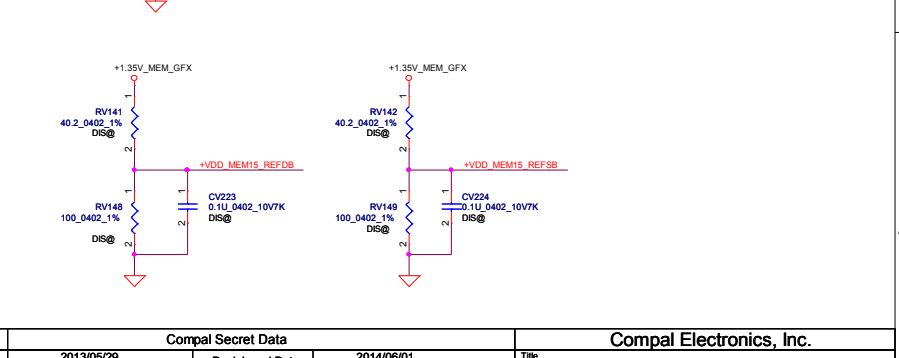 +1.35V_MEM_GFX
1
RV141
40.2_0402_1%
DIS@
2
+VDD_MEM15_REFDB
1
RV148
100_0402_1%
DIS@
2
1
CV223
0.1U_0402_10V7K
DIS@
2
+1.35V_MEM_GFX
1
RV142
40.2_0402_1%
DIS@
2
+VDD_MEM15_REFSB
1
RV149
100_0402_1%
DIS@
2
1
CV224
0.1U_0402_10V7K
DIS@
2
Compal Secret Data
Compal Electronics, Inc.
2013/05/29
2014/06/01
Title